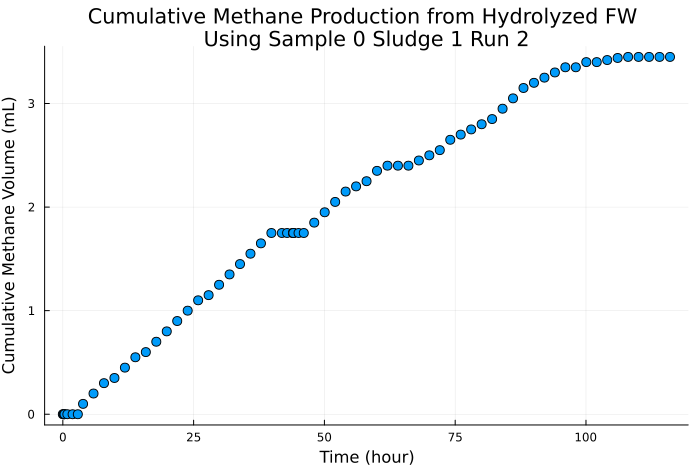 Cumulative Methane Production from Hydrolyzed FW
Using Sample 0 Sludge 1 Run 2
Cumulative Methane Volume (mL)
3
2
1
0
0 25 50 75 100
Time (hour)